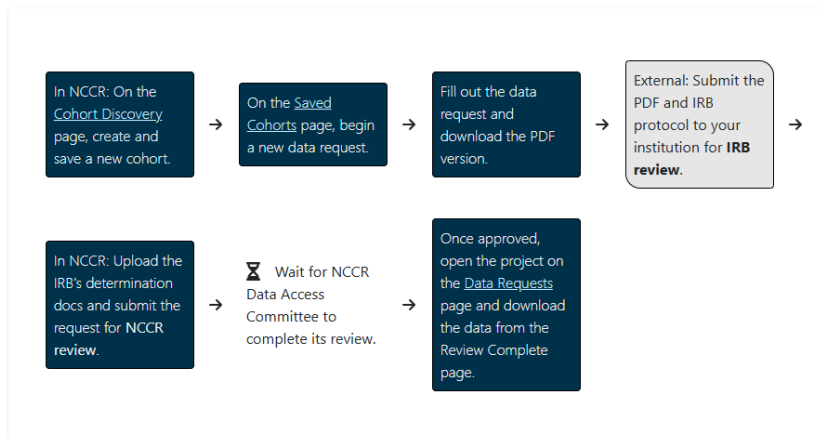 In NCCR: On the
Cohort Discovery
page, create and
save a new cohort.
On the Saved
Cohorts page, begin
a new data request.
Fill out the data
request and
download the PDF
version.
External: Submit the
PDF and IRB
protocol to your
institution for IRB
review.
In NCCR: Upload the
IRB's determination
docs and submit the
request for NCCR
review.
Wait for NCCR
Data Access
Committee to
complete its review.
Once approved,
open the project on
the Data Requests
page and download
the data from the
Review Complete
page.